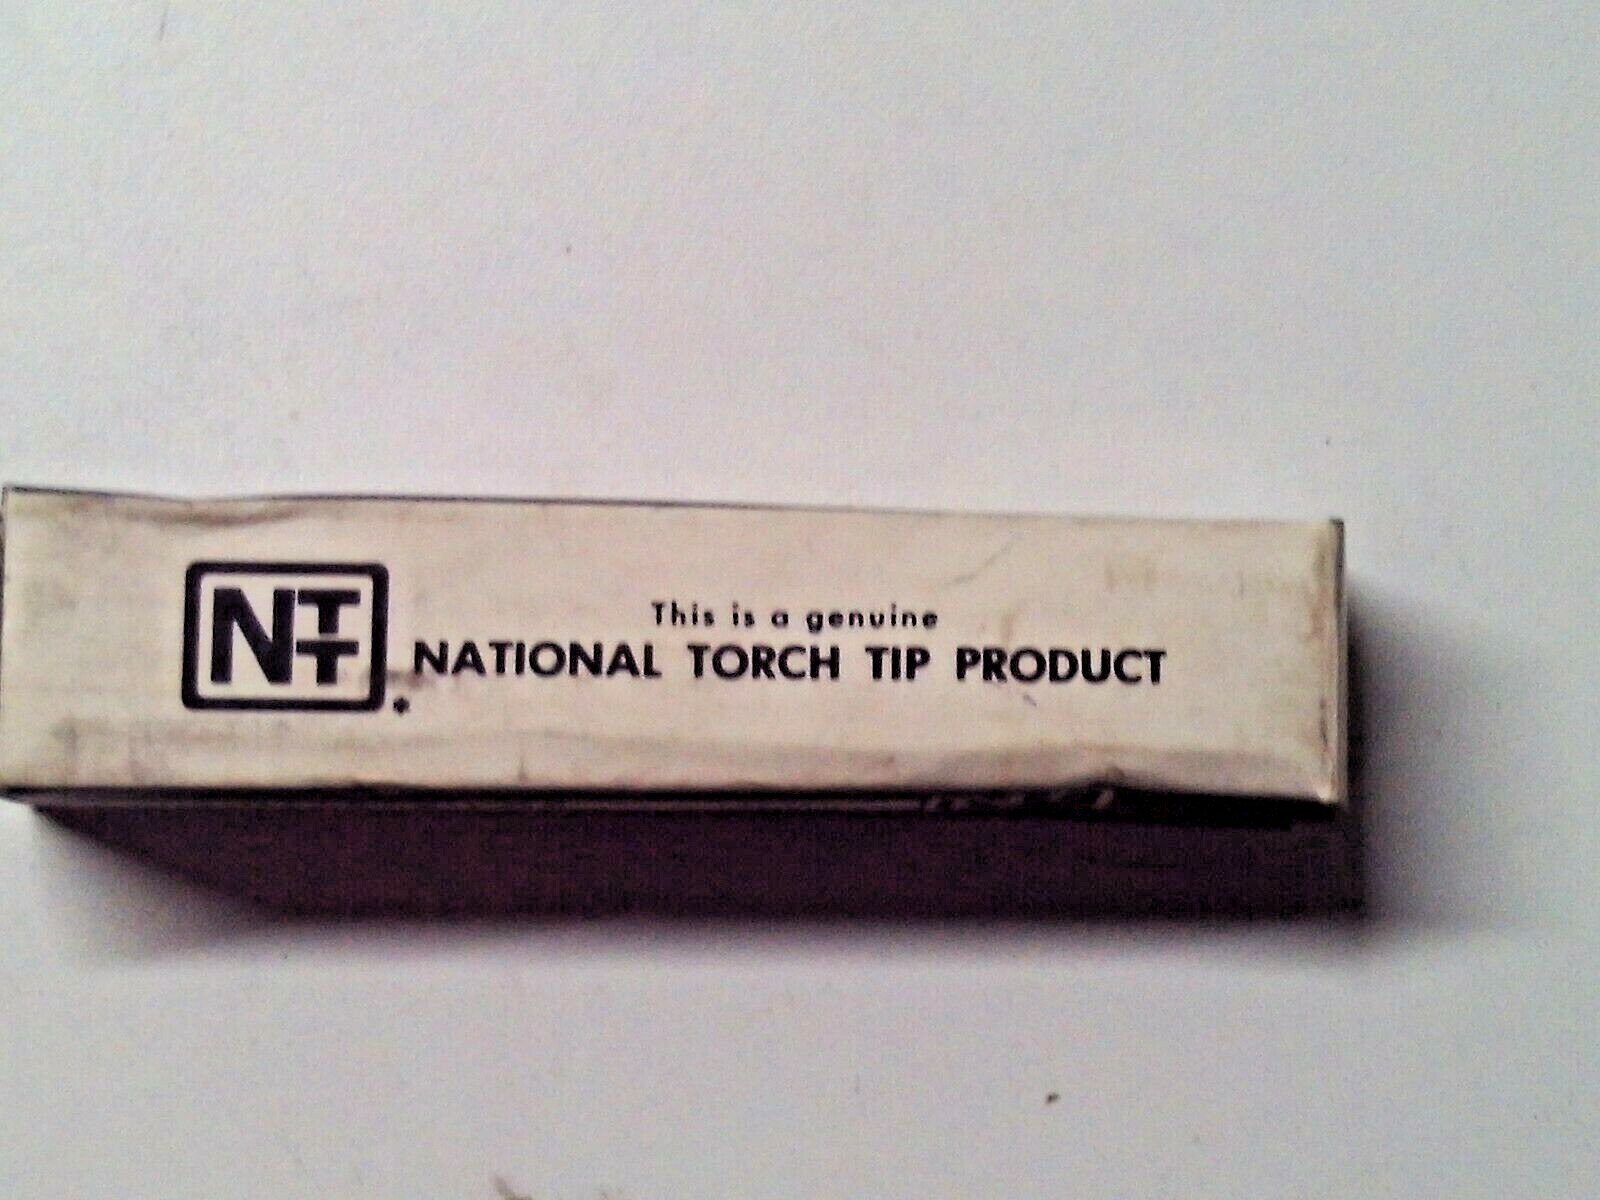 NTT
This is a genuine
NATIONAL TORCH TIP PRODUCT